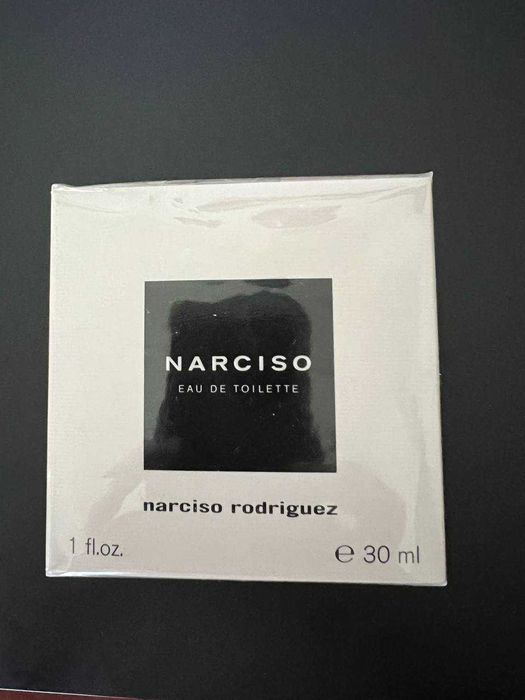 NARCISO
EAU DE TOILETTE
narciso rodriguez
1 fl.oz.
℮ 30 ml